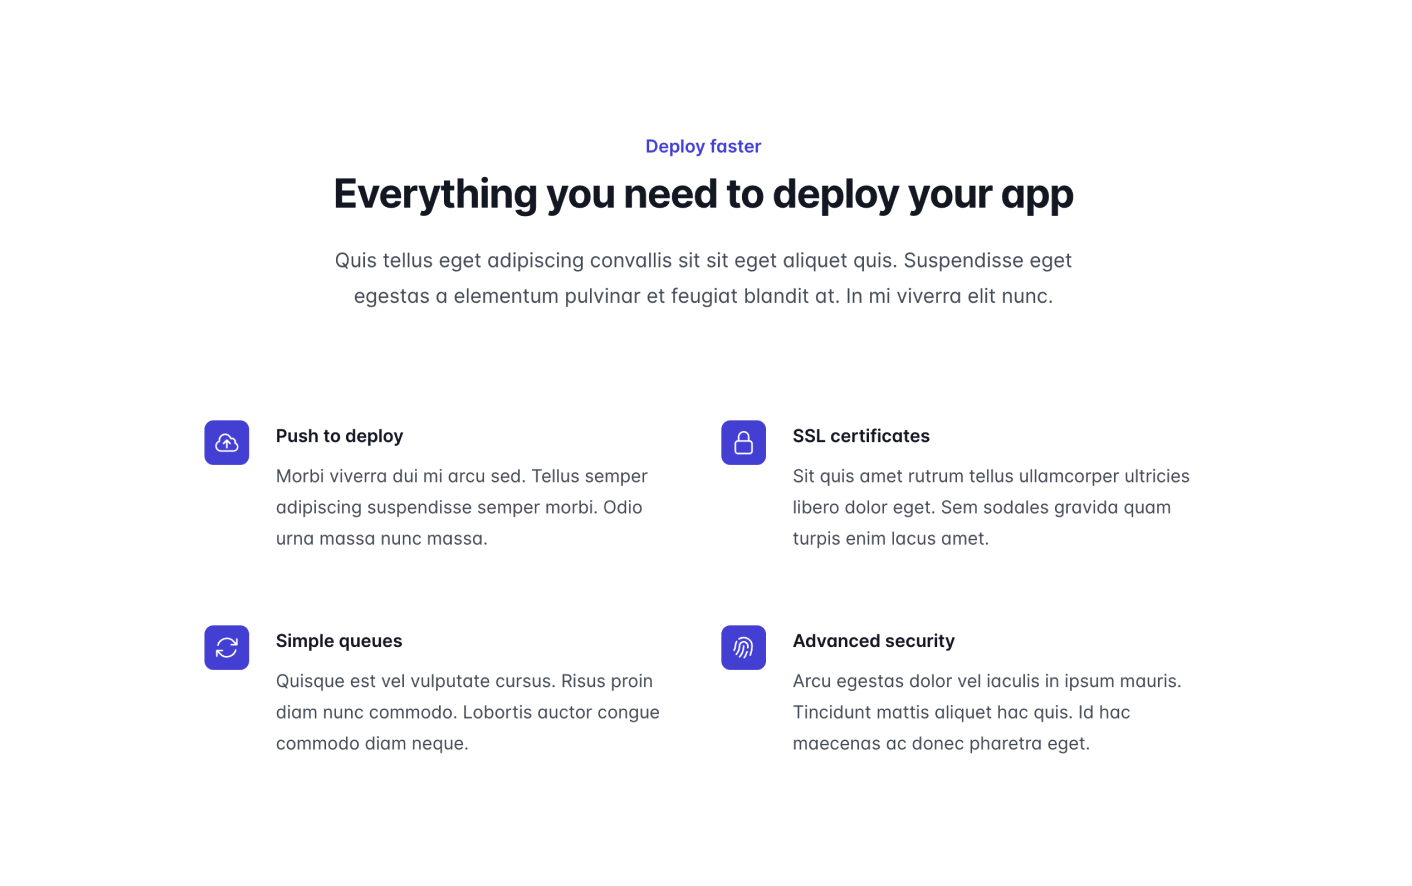 Deploy faster
Everything you need to deploy your app
Quis tellus eget adipiscing convallis sit sit eget aliquet quis. Suspendisse eget
egestas a elementum pulvinar et feugiat blandit at. In mi viverra elit nunc.
Push to deploy
Morbi viverra dui mi arcu sed. Tellus semper
adipiscing suspendisse semper morbi. Odio
urna massa nunc massa.
SSL certificates
Sit quis amet rutrum tellus ullamcorper ultricies
libero dolor eget. Sem sodales gravida quam
turpis enim lacus amet.
Simple queues
Quisque est vel vulputate cursus. Risus proin
diam nunc commodo. Lobortis auctor congue
commodo diam neque.
Advanced security
Arcu egestas dolor vel iaculis in ipsum mauris.
Tincidunt mattis aliquet hac quis. Id hac
maecenas ac donec pharetra eget.